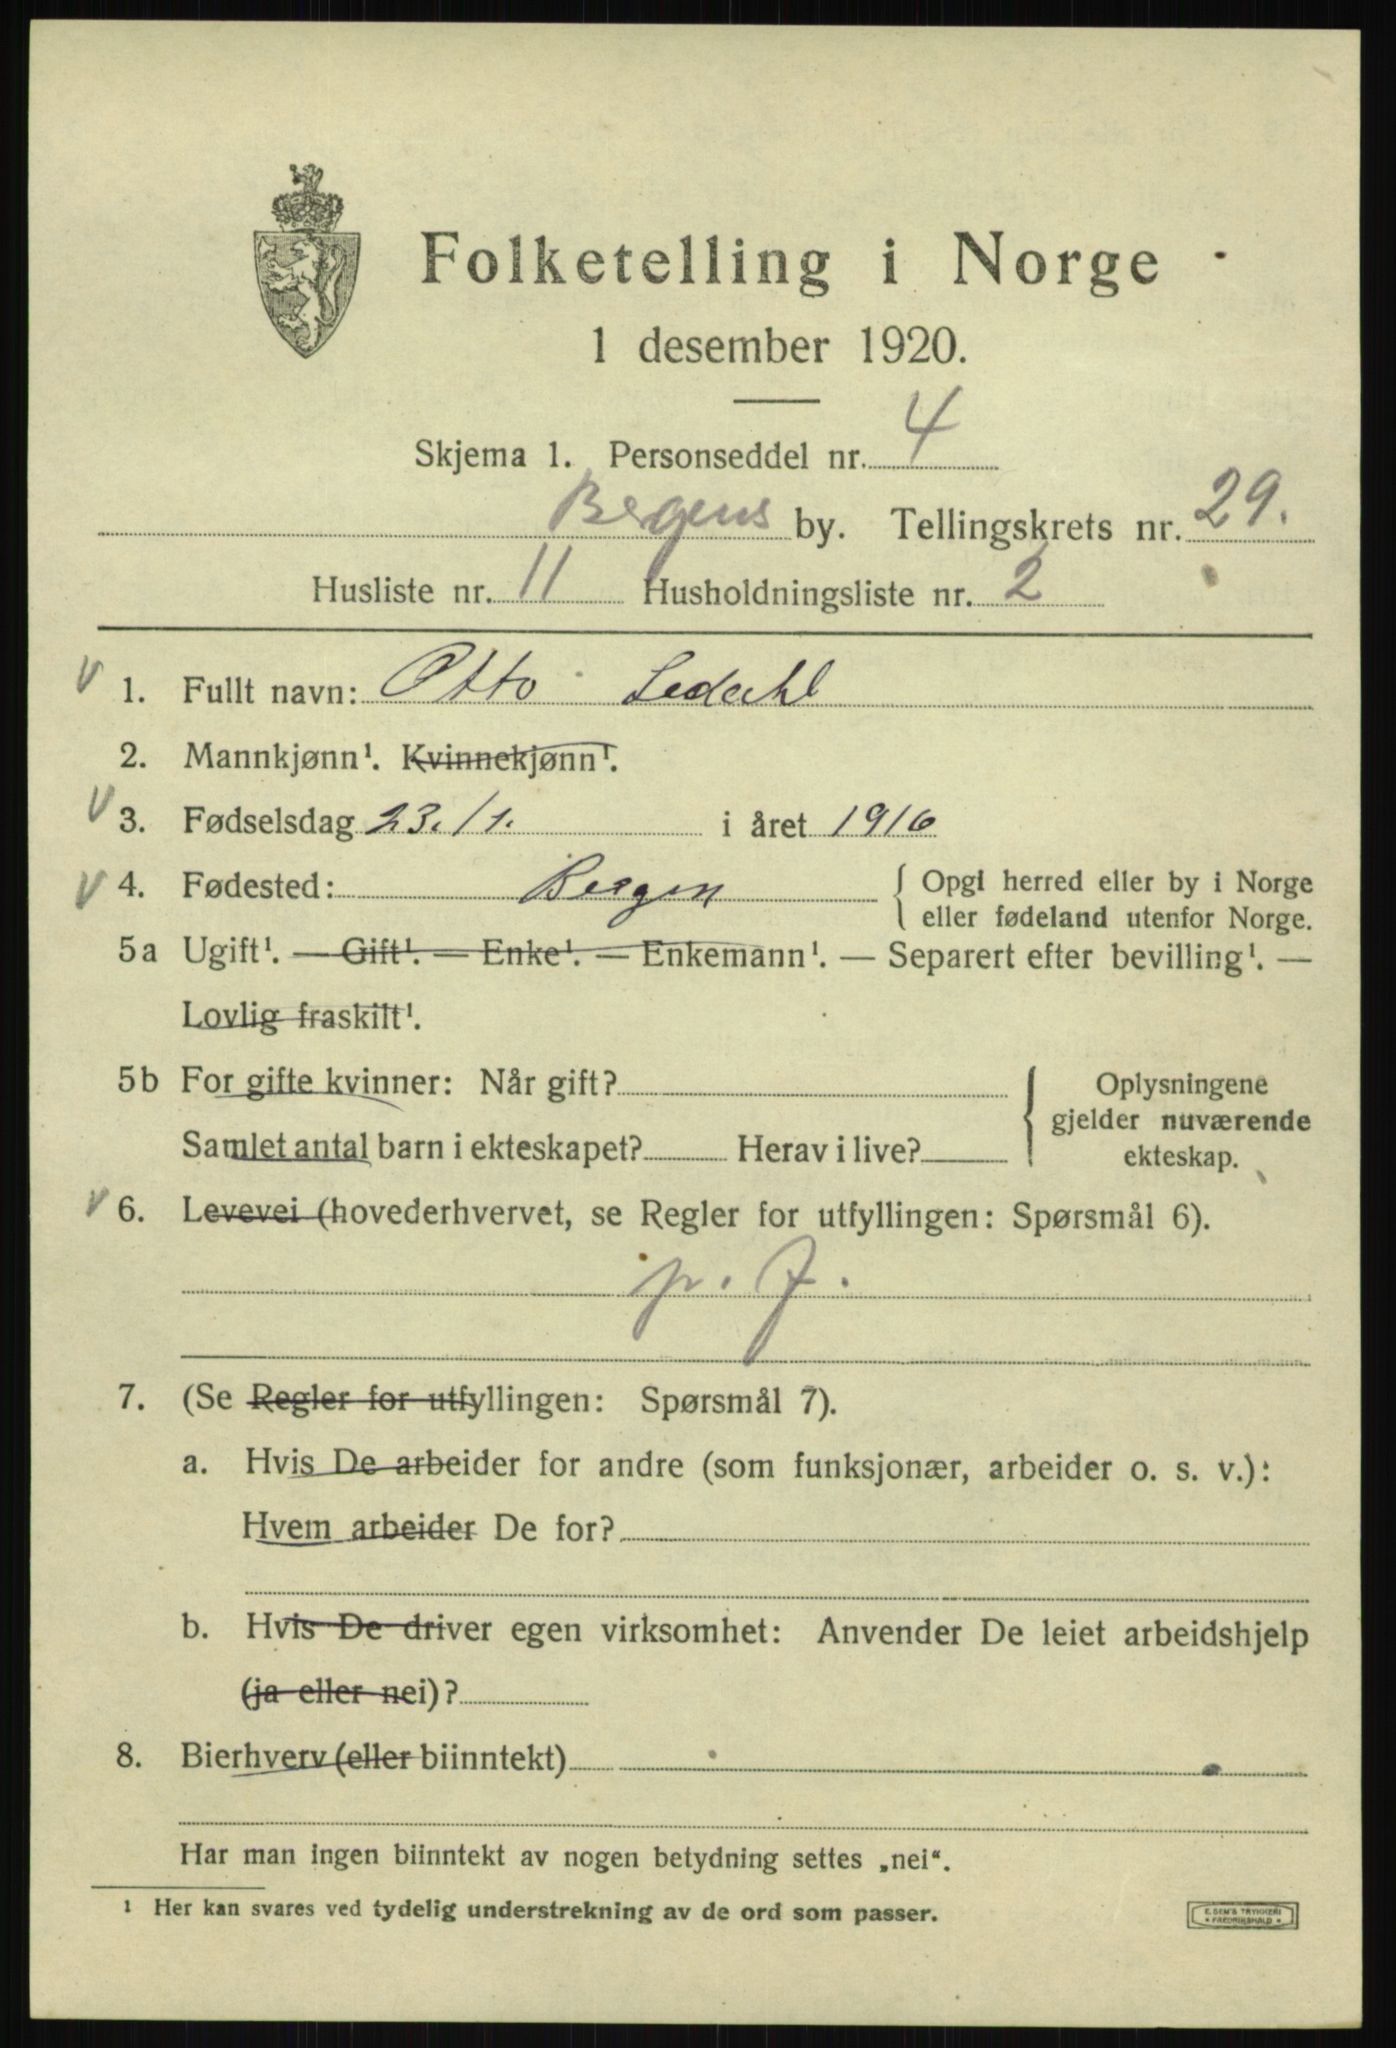 Folketelling i Norge
1 desember 1920.
Skjema 1. Personseddel nr. 4
Bergens by. Tellingskrets nr. 29.
Husliste nr. 11 Husholdningsliste nr. 2
V 1. Fullt navn: Otto Ledahl
2. Mannkjønn¹. Kvinnekjønn¹.
V 3. Fødselsdag 23./1. i året 1916
V 4. Fødested: Bergen { Opgi herred eller by i Norge
eller fødeland utenfor Norge.
5a Ugift¹. — Gift¹. — Enke¹. — Enkemann¹. — Separert efter bevilling¹. —
Lovlig fraskilt¹.
5b For gifte kvinner: Når gift? { Oplysningene
gjelder nuværende
Samlet antal barn i ekteskapet? Herav i live?
ekteskap.
V 6. Levevei (hovederhvervet, se Regler for utfyllingen: Spørsmål 6).
p. f.
7. (Se Regler for utfyllingen: Spørsmål 7).
a. Hvis De arbeider for andre (som funksjonær, arbeider o. s. v.):
Hvem arbeider De for?
b. Hvis De driver egen virksomhet: Anvender De leiet arbeidshjelp
(ja eller nei)?
8. Bierhverv (eller biinntekt)
Har man ingen biinntekt av nogen betydning settes „nei“.
¹ Her kan svares ved tydelig understrekning av de ord som passer.
E. SEM'S TRYKKERI
* FREDRIKSHALD *